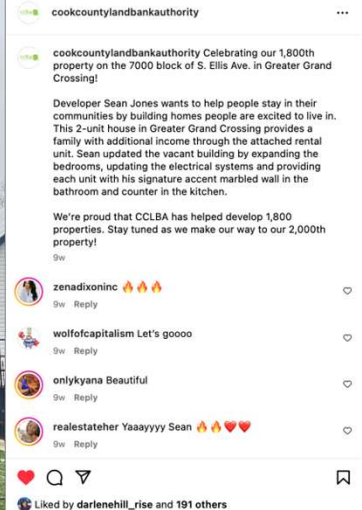 cookcountylandbankauthority
cookcountylandbankauthority Celebrating our 1,800th
property on the 7000 block of S. Ellis Ave. in Greater Grand
Crossing!
Developer Sean Jones wants to help people stay in their
communities by building homes people are excited to live in.
This 2-unit house in Greater Grand Crossing provides a
family with additional income through the attached rental
unit. Sean updated the vacant building by expanding the
bedrooms, updating the electrical systems and providing
each unit with his signature accent marbled wall in the
bathroom and counter in the kitchen.
We're proud that CCLBA has helped develop 1,800
properties. Stay tuned as we make our way to our 2,000th
property!
9w
zenadixoninc 🔥🔥🔥
9w Reply
wolfofcapitalism Let's goooo
9w Reply
onlykyana Beautiful
9w Reply
realestateher Yaaayyyy Sean 🔥🔥❤️❤️
9w Reply
Liked by darlenehill_rise and 191 others